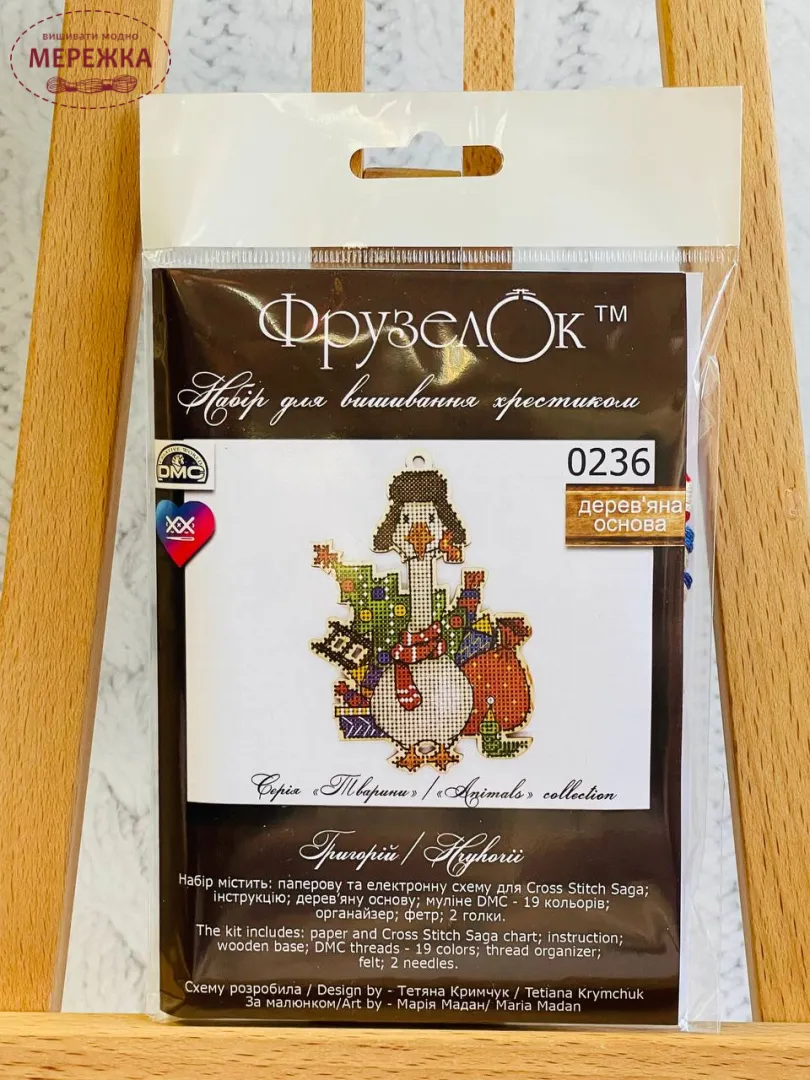 вишивати модно
МЕРЕЖКА
ФрузелОк ™
Набір для вишивання хрестиком
DMC
0236
дерев'яна
основа
Серія «Тварини» / «Animals» collection
Григорій / Hryhorii
Набір містить: паперову та електронну схему для Cross Stitch Saga;
інструкцію; дерев'яну основу; муліне DMC - 19 кольорів;
органайзер; фетр; 2 голки.
The kit includes: paper and Cross Stitch Saga chart; instruction;
wooden base; DMC threads - 19 colors; thread organizer;
felt; 2 needles.
Схему розробила / Design by - Тетяна Кримчук / Tetiana Krymchuk
За малюнком/Art by - Марія Мадан/ Maria Madan